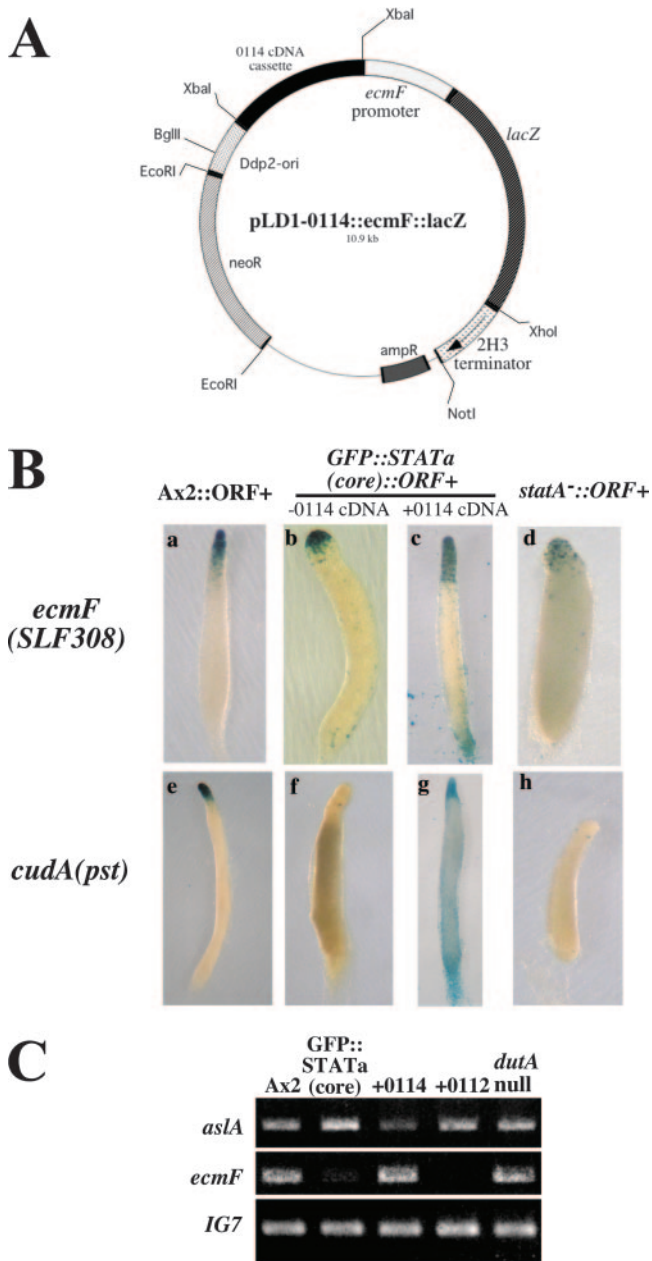 A
XbaI
0114 cDNA
cassette
XbaI
BglII
EcoRI
Ddp2-ori
ecmF
promoter
lacZ
pLD1-0114::ecmF::lacZ
10.9 kb
neoR
XhoI
2H3
terminator
ampR
EcoRI
NotI
B
Ax2::ORF+
GFP::STATa
(core)::ORF+
statA-::ORF+
-0114 cDNA
+0114 cDNA
ecmF
(SLF308)
a
b
c
d
cudA(pst)
e
f
g
h
C
Ax2
GFP::
STATa
(core)
+0114
+0112
dutA
null
aslA
ecmF
IG7